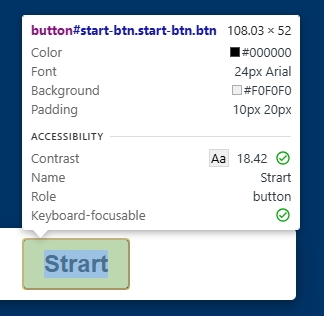 button#start-btn.start-btn.btn 108.03 × 52
Color #000000
Font 24px Arial
Background #F0F0F0
Padding 10px 20px
ACCESSIBILITY
Contrast Aa 18.42
Name Strart
Role button
Keyboard-focusable
Strart